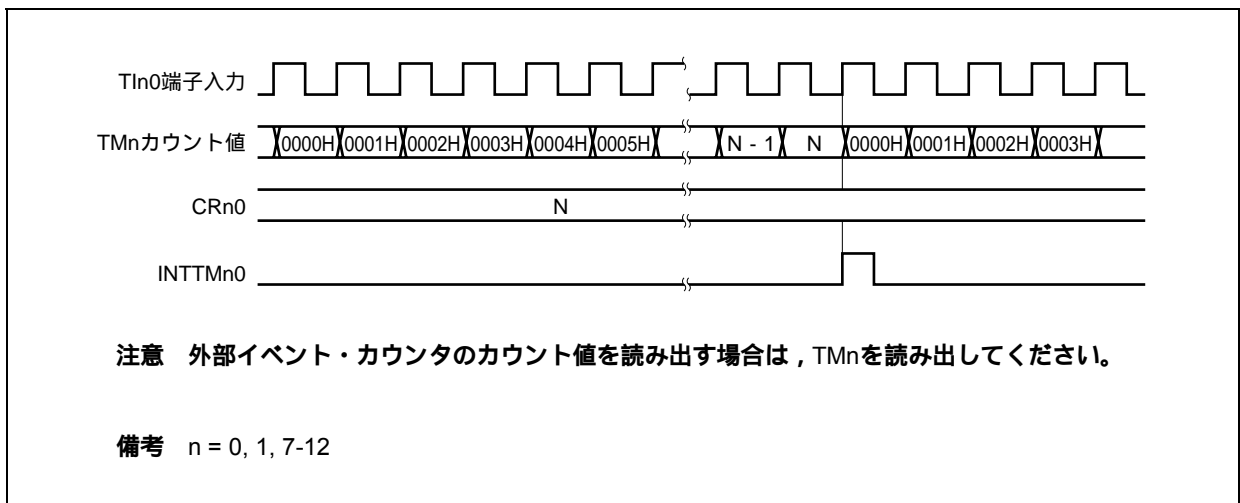 TIn0端子入力
TMnカウント値 0000H 0001H 0002H 0003H 0004H 0005H N - 1 N 0000H 0001H 0002H 0003H
CRn0 N
INTTMn0
注意 外部イベント・カウンタのカウント値を読み出す場合は，TMnを読み出してください。
備考 n = 0, 1, 7-12